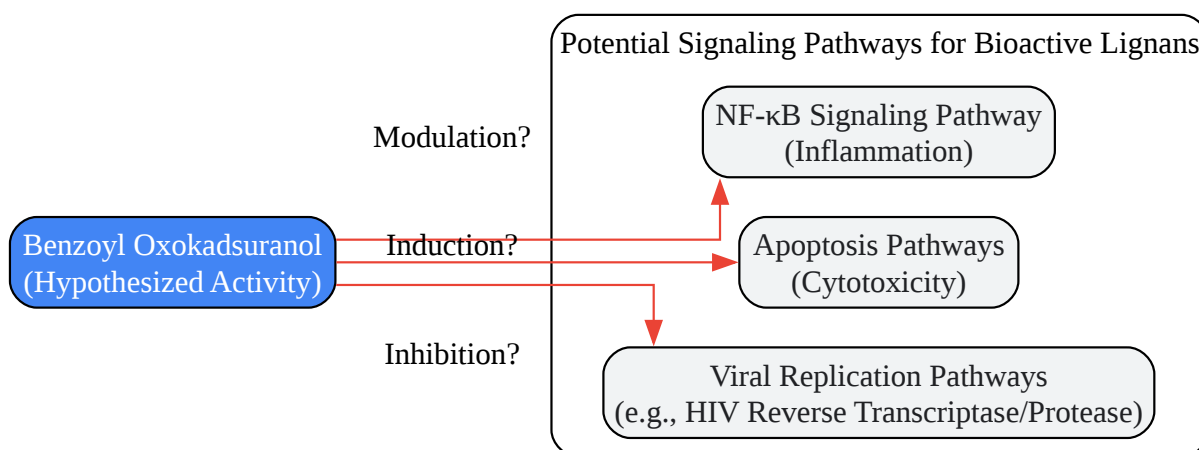 Potential Signaling Pathways for Bioactive Lignans
Modulation?
NF-κB Signaling Pathway
(Inflammation)
Benzoyl Oxokadsuranol
(Hypothesized Activity)
Induction?
Apoptosis Pathways
(Cytotoxicity)
Inhibition?
Viral Replication Pathways
(e.g., HIV Reverse Transcriptase/Protease)